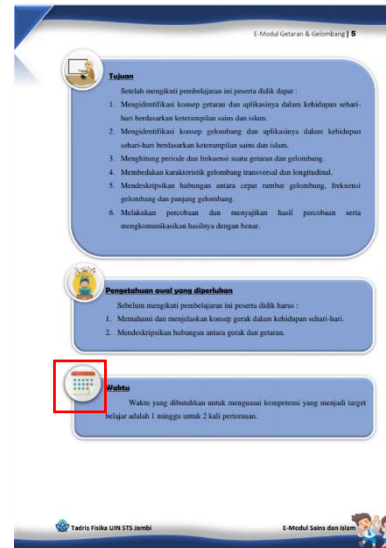 E-Modul Getaran & Gelombang | 5
Tujuan
Setelah mengikuti pembelajaran ini peserta didik dapat :
1. Mengidentifikasi konsep getaran dan aplikasinya dalam kehidupan sehari-
hari berdasarkan keterampilan sains dan islam.
2. Mengidentifikasi konsep gelombang dan aplikasinya dalam kehidupan
sehari-hari berdasarkan keterampilan sains dan islam.
3. Menghitung periode dan frekuensi suatu getaran dan gelombang.
4. Membedakan karakteristik gelombang transversal dan longitudinal.
5. Mendeskripsikan hubungan antara cepat rambat gelombang, frekuensi
gelombang dan panjang gelombang.
6. Melakukan percobaan dan menyajikan hasil percobaan serta
mengkomunikasikan hasilnya dengan benar.
Pengetahuan awal yang diperlukan
Sebelum mengikuti pembelajaran ini peserta didik harus :
1. Memahami dan menjelaskan konsep gerak dalam kehidupan sehari-hari.
2. Mendeskripsikan hubungan antara gerak dan getaran.
Waktu
Waktu yang dibutuhkan untuk menguasai kompetensi yang menjadi target
belajar adalah 1 minggu untuk 2 kali pertemuan.
Tadris Fisika UIN STS Jambi
E-Modul Sains dan Islam